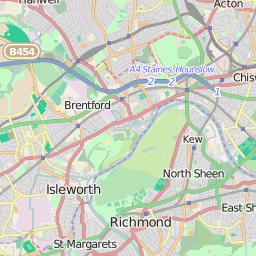 Hanwell
Acton
B454
A4 Staines, Hounslow
2 2 1
Chisw
Brentford
Kew
North Sheen
Isleworth
East Sh
Richmond
St Margarets